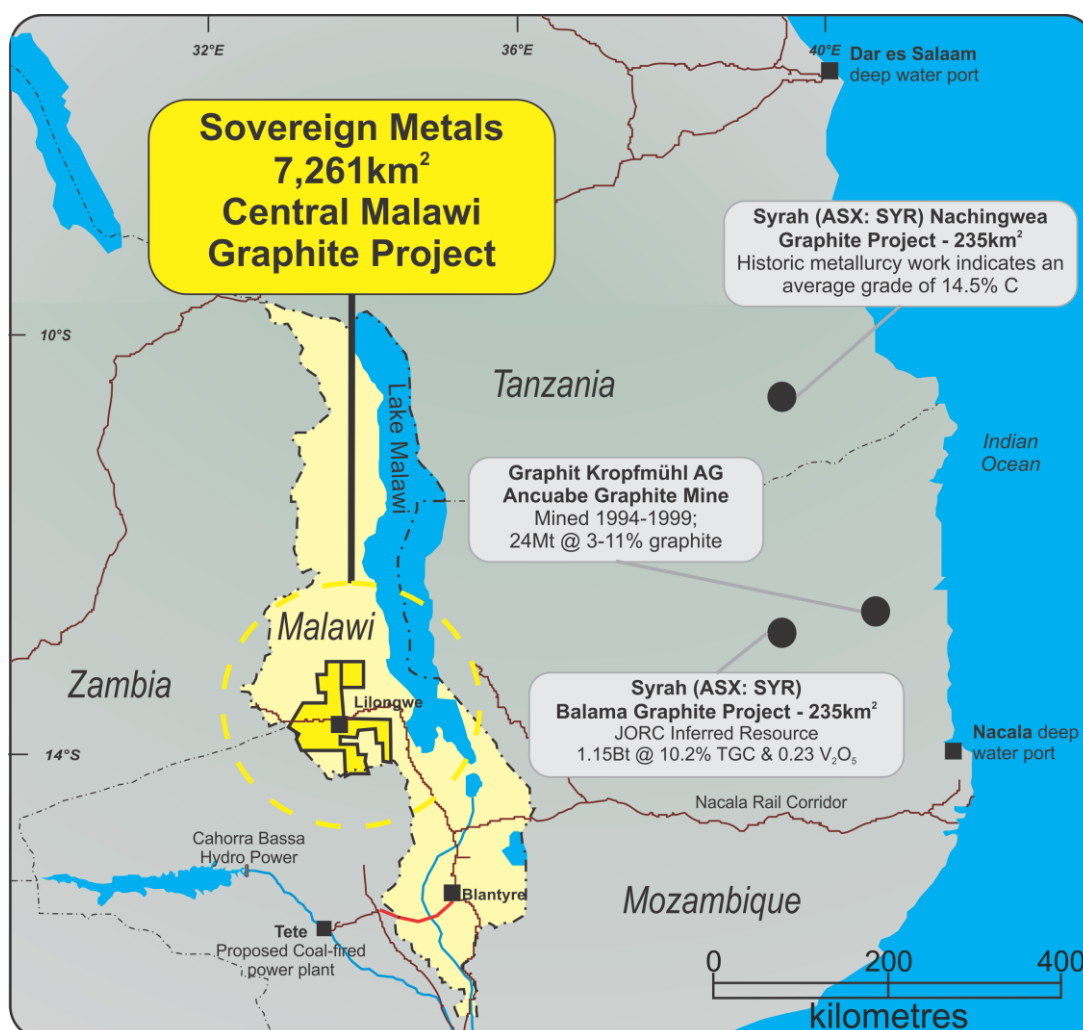 32°E
36°E
40°E
Dar es Salaam
deep water port
Sovereign Metals
7,261km²
Central Malawi
Graphite Project
Syrah (ASX: SYR) Nachingwea
Graphite Project - 235km²
Historic metallurcy work indicates an
average grade of 14.5% C
10°S
Tanzania
Lake Malawi
Indian
Ocean
Graphit Kropfmühl AG
Ancuabe Graphite Mine
Mined 1994-1999;
24Mt @ 3-11% graphite
Malawi
Zambia
Lilongwe
Syrah (ASX: SYR)
Balama Graphite Project - 235km²
JORC Inferred Resource
1.15Bt @ 10.2% TGC & 0.23 V₂O₅
Nacala deep
water port
14°S
Nacala Rail Corridor
Cahorra Bassa
Hydro Power
Blantyre
Mozambique
Tete
Proposed Coal-fired
power plant
0 200 400
kilometres